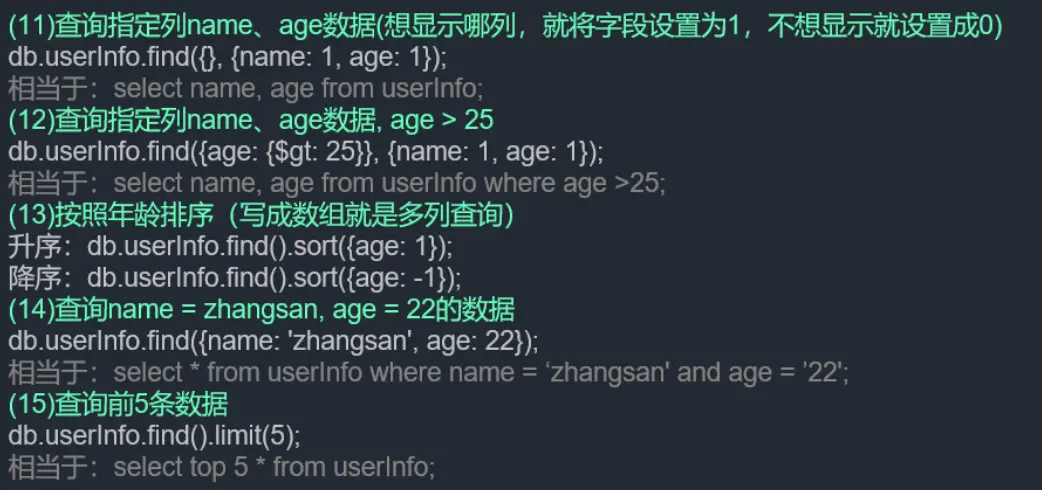 (11)查询指定列name、age数据(想显示哪列，就将字段设置为1，不想显示就设置成0)
db.userInfo.find({}, {name: 1, age: 1});
相当于：select name, age from userInfo;
(12)查询指定列name、age数据, age > 25
db.userInfo.find({age: {$gt: 25}}, {name: 1, age: 1});
相当于：select name, age from userInfo where age >25;
(13)按照年龄排序（写成数组就是多列查询）
升序：db.userInfo.find().sort({age: 1});
降序：db.userInfo.find().sort({age: -1});
(14)查询name = zhangsan, age = 22的数据
db.userInfo.find({name: 'zhangsan', age: 22});
相当于：select * from userInfo where name = ‘zhangsan' and age = ’22';
(15)查询前5条数据
db.userInfo.find().limit(5);
相当于：select top 5 * from userInfo;